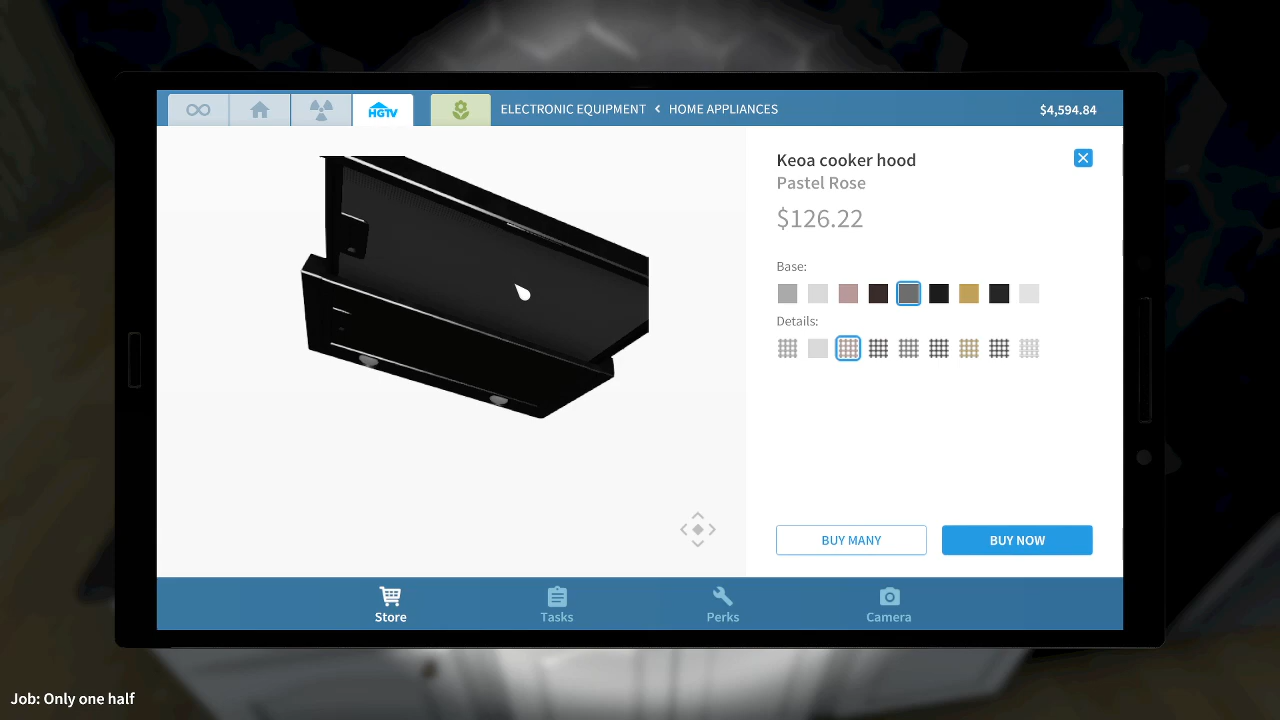 HGTV
ELECTRONIC EQUIPMENT < HOME APPLIANCES
$4,594.84
Keoa cooker hood
Pastel Rose
$126.22
Base:
Details:
BUY MANY
BUY NOW
Store
Tasks
Perks
Camera
Job: Only one half